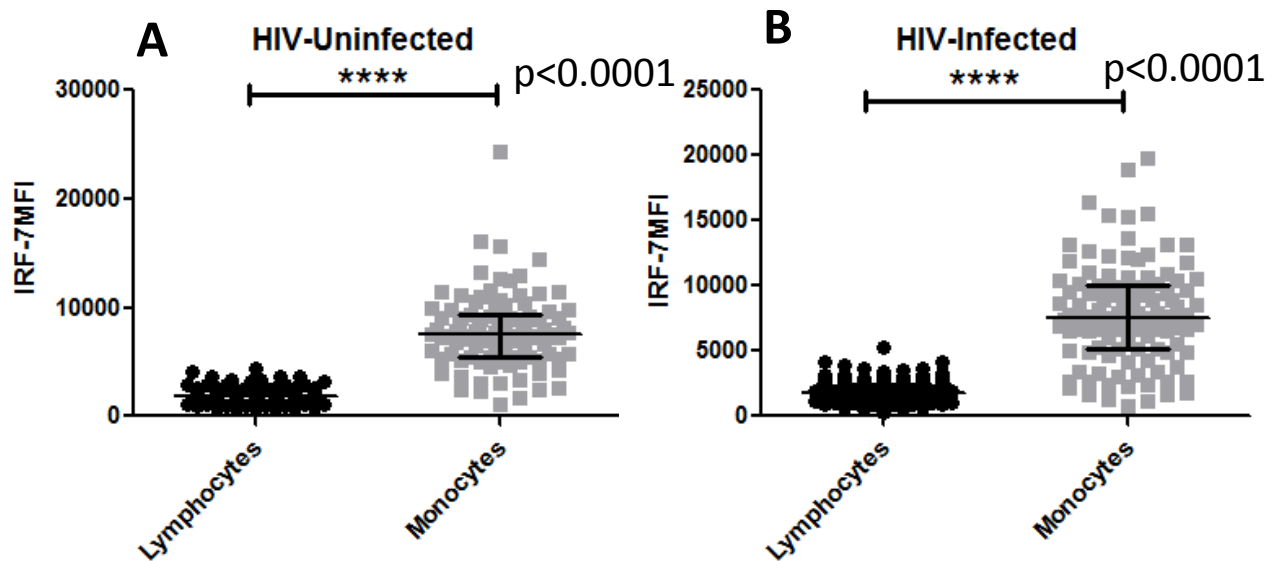 A
HIV-Uninfected
**** p<0.0001
30000
20000
10000
0
IRF-7MFI
Lymphocytes
Monocytes
B
HIV-Infected
**** p<0.0001
25000
20000
15000
10000
5000
0
IRF-7MFI
Lymphocytes
Monocytes